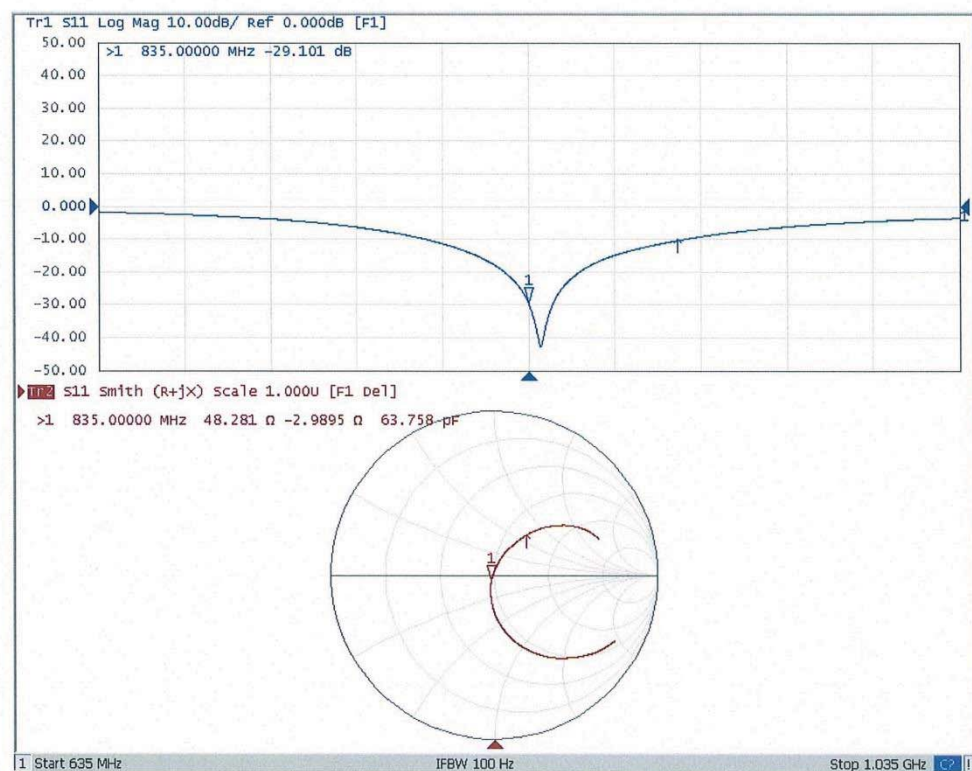 Tr1 S11 Log Mag 10.00dB/ Ref 0.000dB [F1]
50.00
>1 835.00000 MHz -29.101 dB
40.00
30.00
20.00
10.00
0.000
1
-10.00
-20.00
1
-30.00
-40.00
-50.00
Tr2 S11 Smith (R+jX) Scale 1.000U [F1 Del]
>1 835.00000 MHz 48.281 Ω -2.9895 Ω 63.758 pF
1
1 Start 635 MHz IFBW 100 Hz Stop 1.035 GHz C? !